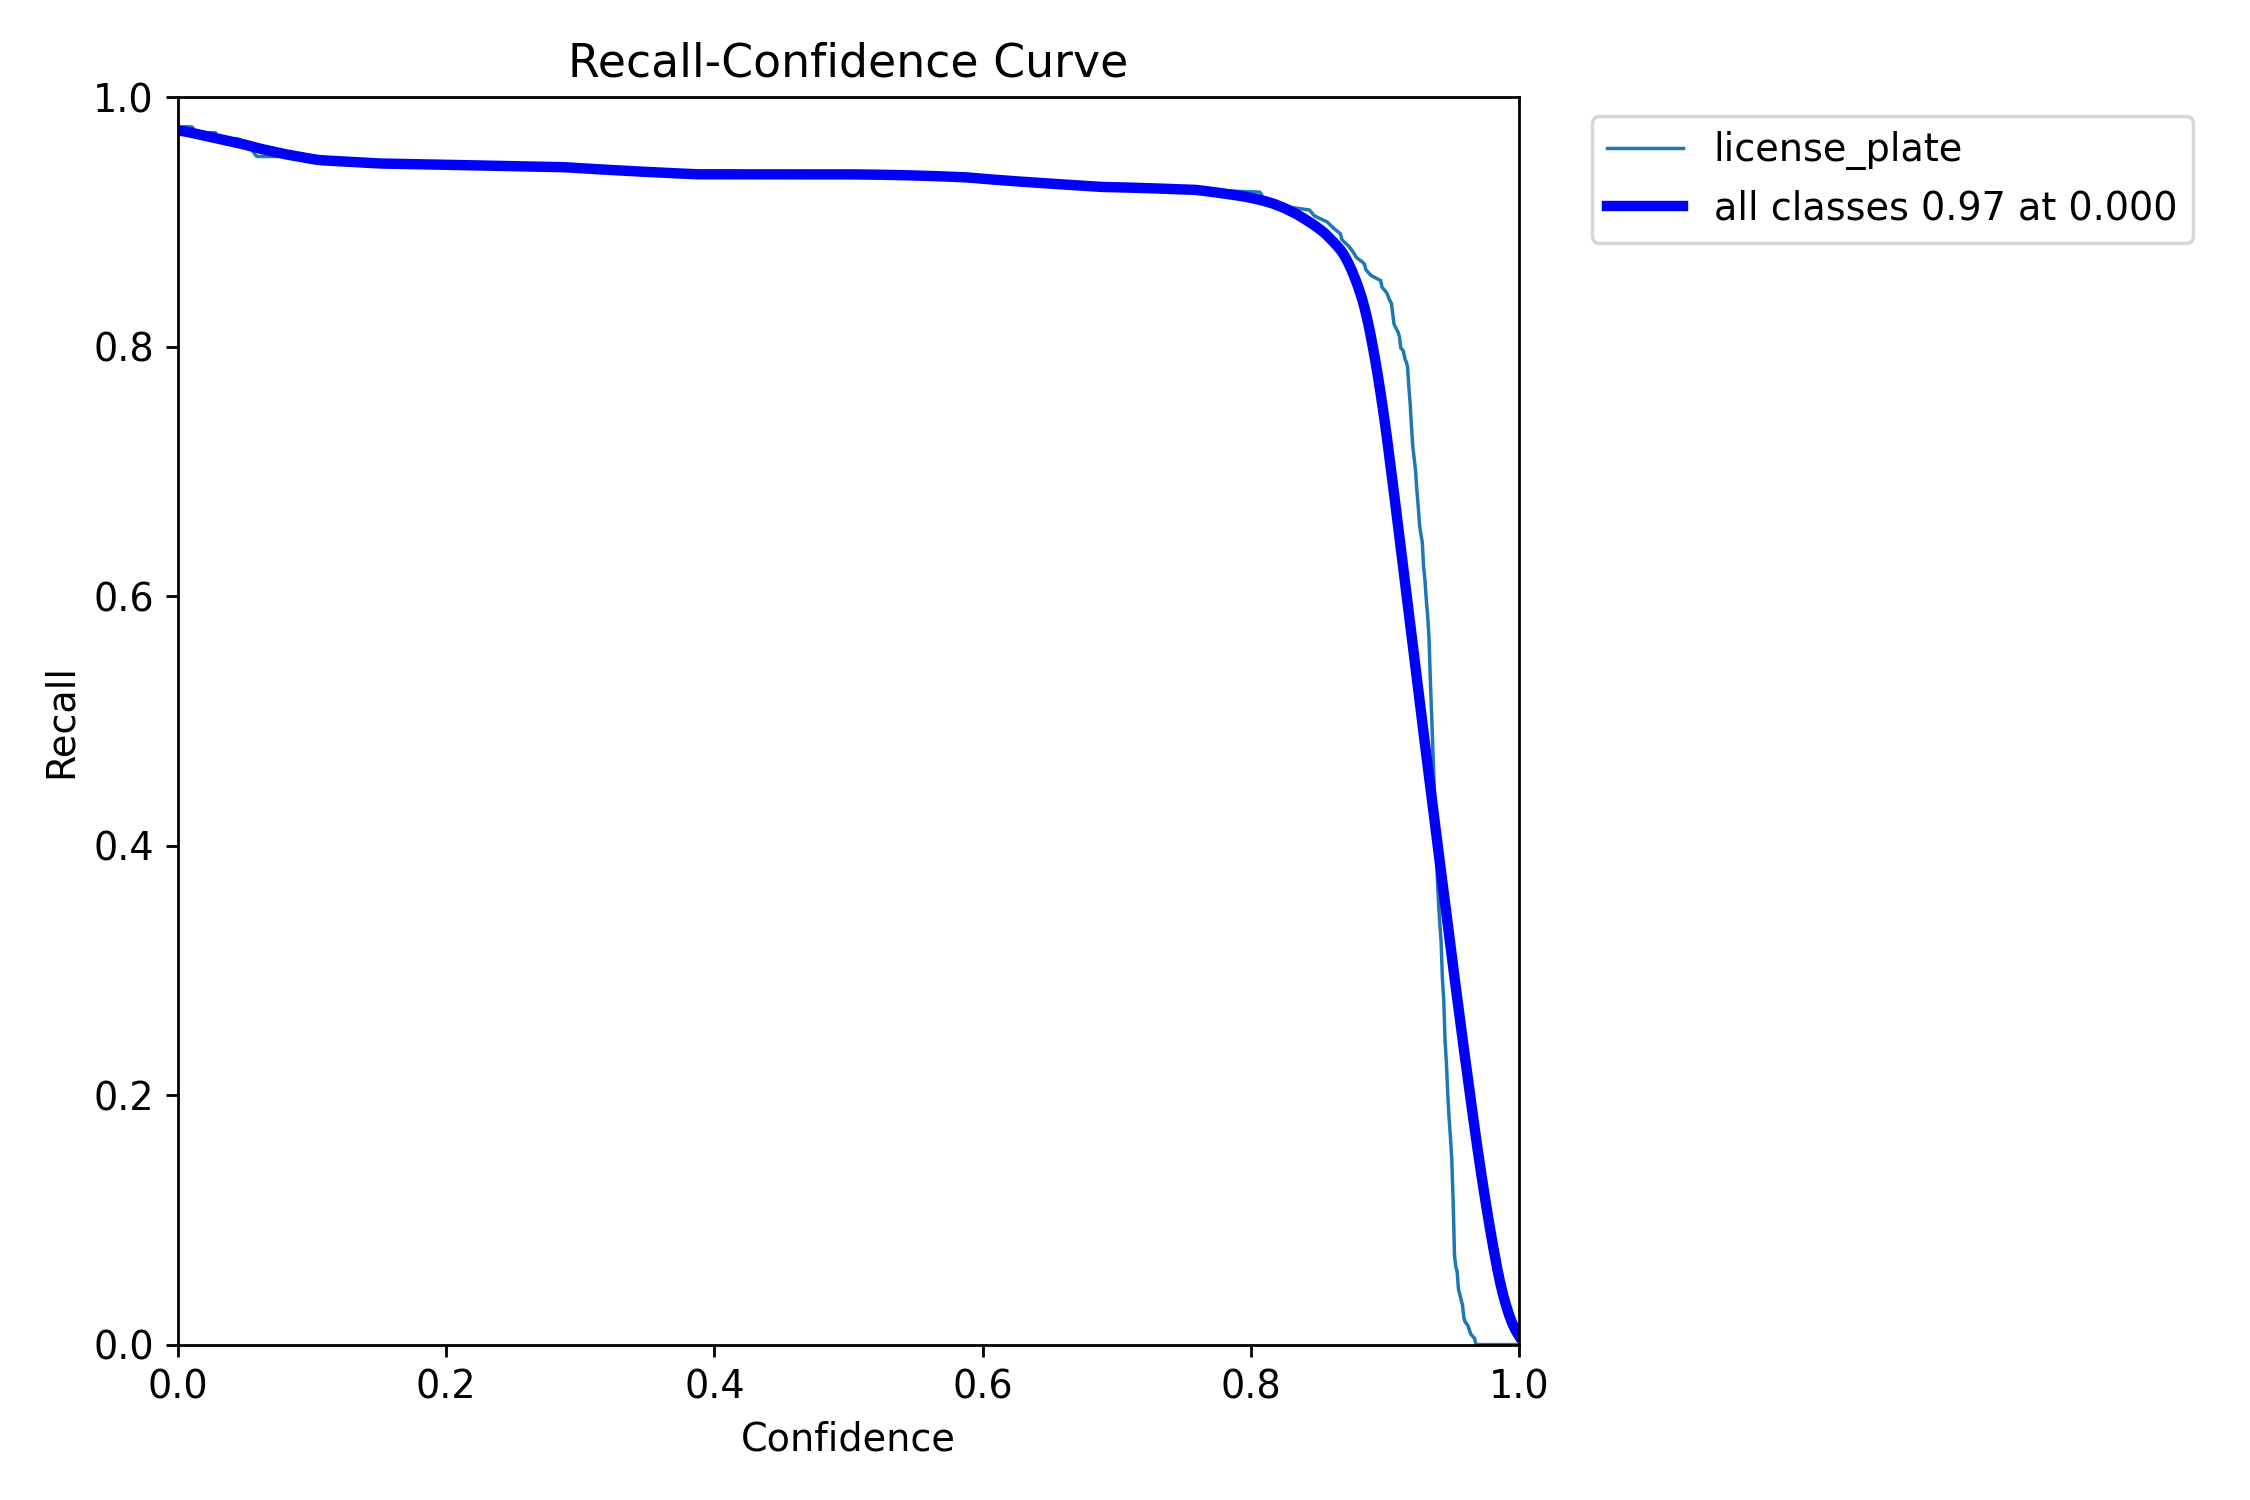 Recall-Confidence Curve
license_plate
all classes 0.97 at 0.000
1.0
0.8
0.6
0.4
0.2
0.0
Recall
0.0 0.2 0.4 0.6 0.8 1.0
Confidence